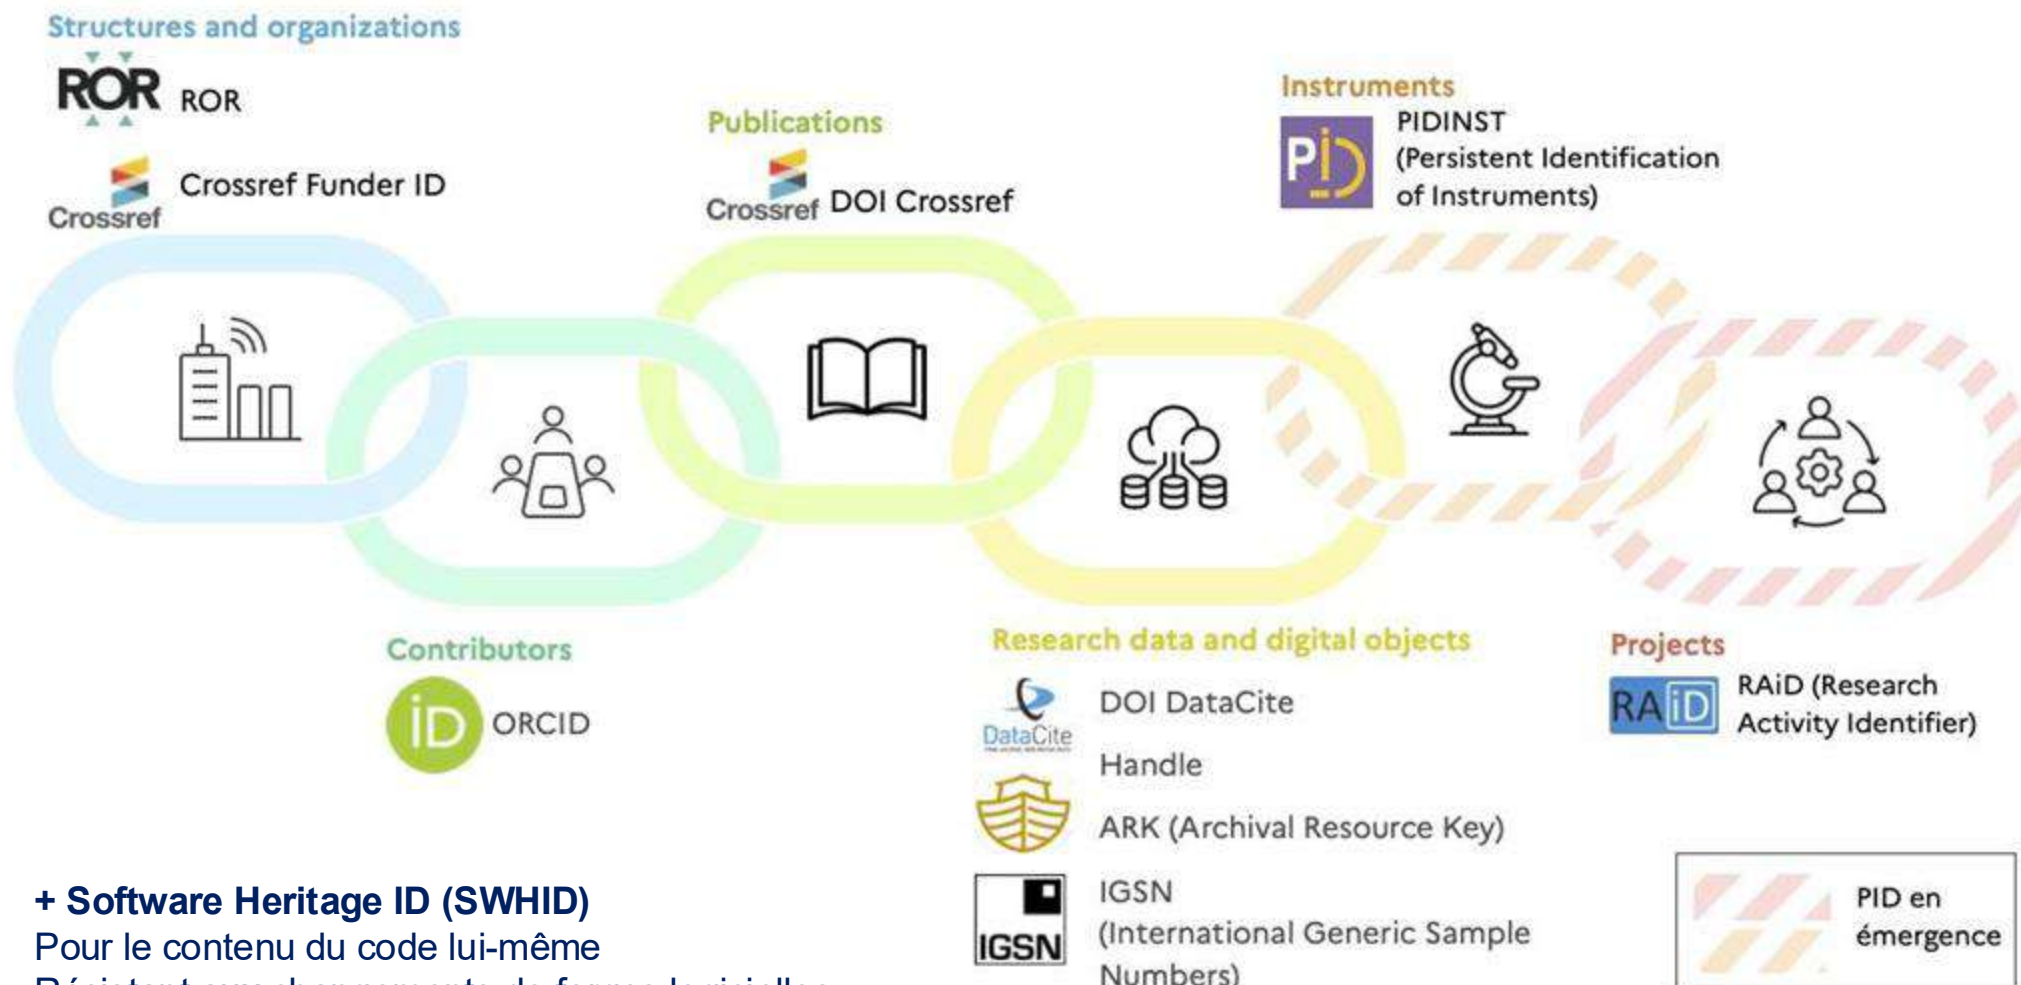 Structures and organizations
ROR ROR
Crossref Funder ID
Crossref
Publications
Crossref DOI Crossref
Instruments
PID PIDINST
(Persistent Identification
of Instruments)
Contributors
iD ORCID
Research data and digital objects
DOI DataCite
DataCite
Handle
ARK (Archival Resource Key)
IGSN
IGSN
(International Generic Sample
Numbers)
Projects
RAiD RAiD (Research
Activity Identifier)
+ Software Heritage ID (SWHID)
Pour le contenu du code lui-même
PID en
émergence